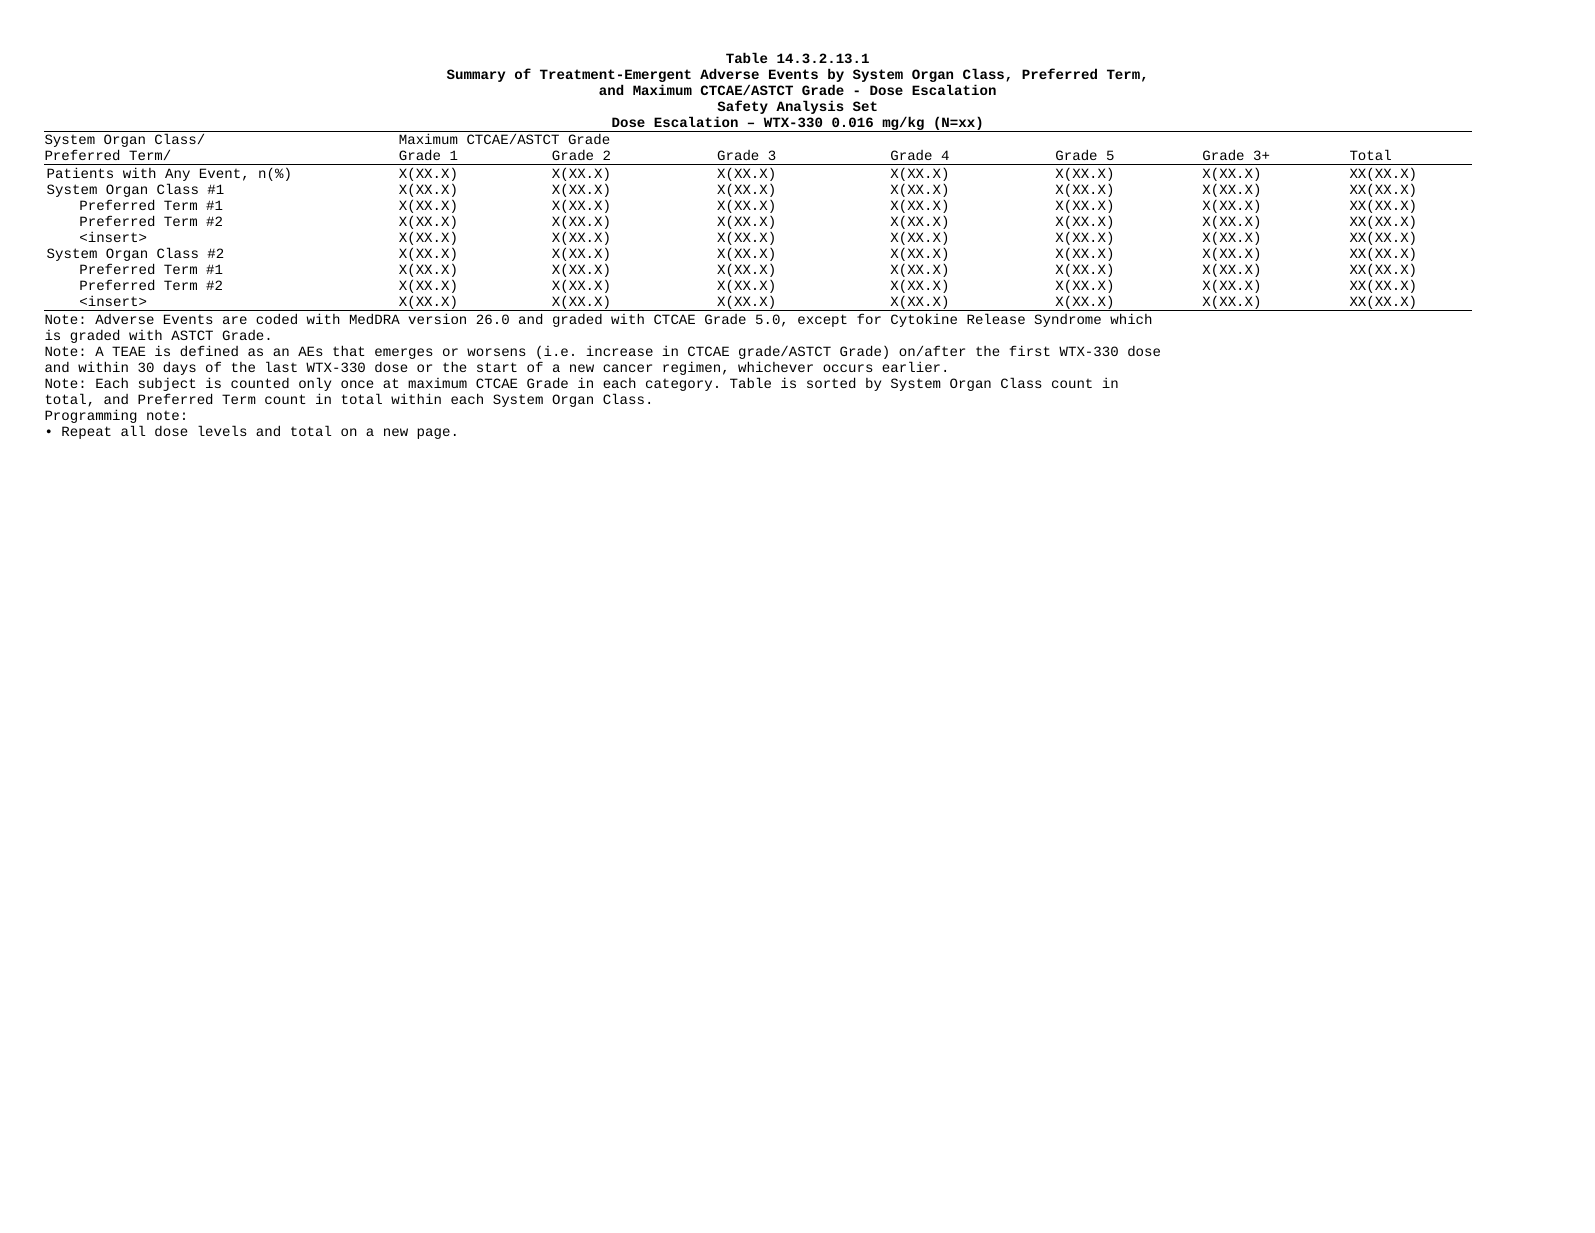 Table 14.3.2.13.1
Summary of Treatment-Emergent Adverse Events by System Organ Class, Preferred Term,
and Maximum CTCAE/ASTCT Grade - Dose Escalation
Safety Analysis Set
Dose Escalation – WTX-330 0.016 mg/kg (N=xx)
System Organ Class/ Maximum CTCAE/ASTCT Grade
Preferred Term/ Grade 1 Grade 2 Grade 3 Grade 4 Grade 5 Grade 3+ Total
Patients with Any Event, n(%) X(XX.X) X(XX.X) X(XX.X) X(XX.X) X(XX.X) X(XX.X) XX(XX.X)
System Organ Class #1 X(XX.X) X(XX.X) X(XX.X) X(XX.X) X(XX.X) X(XX.X) XX(XX.X)
Preferred Term #1 X(XX.X) X(XX.X) X(XX.X) X(XX.X) X(XX.X) X(XX.X) XX(XX.X)
Preferred Term #2 X(XX.X) X(XX.X) X(XX.X) X(XX.X) X(XX.X) X(XX.X) XX(XX.X)
<insert> X(XX.X) X(XX.X) X(XX.X) X(XX.X) X(XX.X) X(XX.X) XX(XX.X)
System Organ Class #2 X(XX.X) X(XX.X) X(XX.X) X(XX.X) X(XX.X) X(XX.X) XX(XX.X)
Preferred Term #1 X(XX.X) X(XX.X) X(XX.X) X(XX.X) X(XX.X) X(XX.X) XX(XX.X)
Preferred Term #2 X(XX.X) X(XX.X) X(XX.X) X(XX.X) X(XX.X) X(XX.X) XX(XX.X)
<insert> X(XX.X) X(XX.X) X(XX.X) X(XX.X) X(XX.X) X(XX.X) XX(XX.X)
Note: Adverse Events are coded with MedDRA version 26.0 and graded with CTCAE Grade 5.0, except for Cytokine Release Syndrome which
is graded with ASTCT Grade.
Note: A TEAE is defined as an AEs that emerges or worsens (i.e. increase in CTCAE grade/ASTCT Grade) on/after the first WTX-330 dose
and within 30 days of the last WTX-330 dose or the start of a new cancer regimen, whichever occurs earlier.
Note: Each subject is counted only once at maximum CTCAE Grade in each category. Table is sorted by System Organ Class count in
total, and Preferred Term count in total within each System Organ Class.
Programming note:
• Repeat all dose levels and total on a new page.